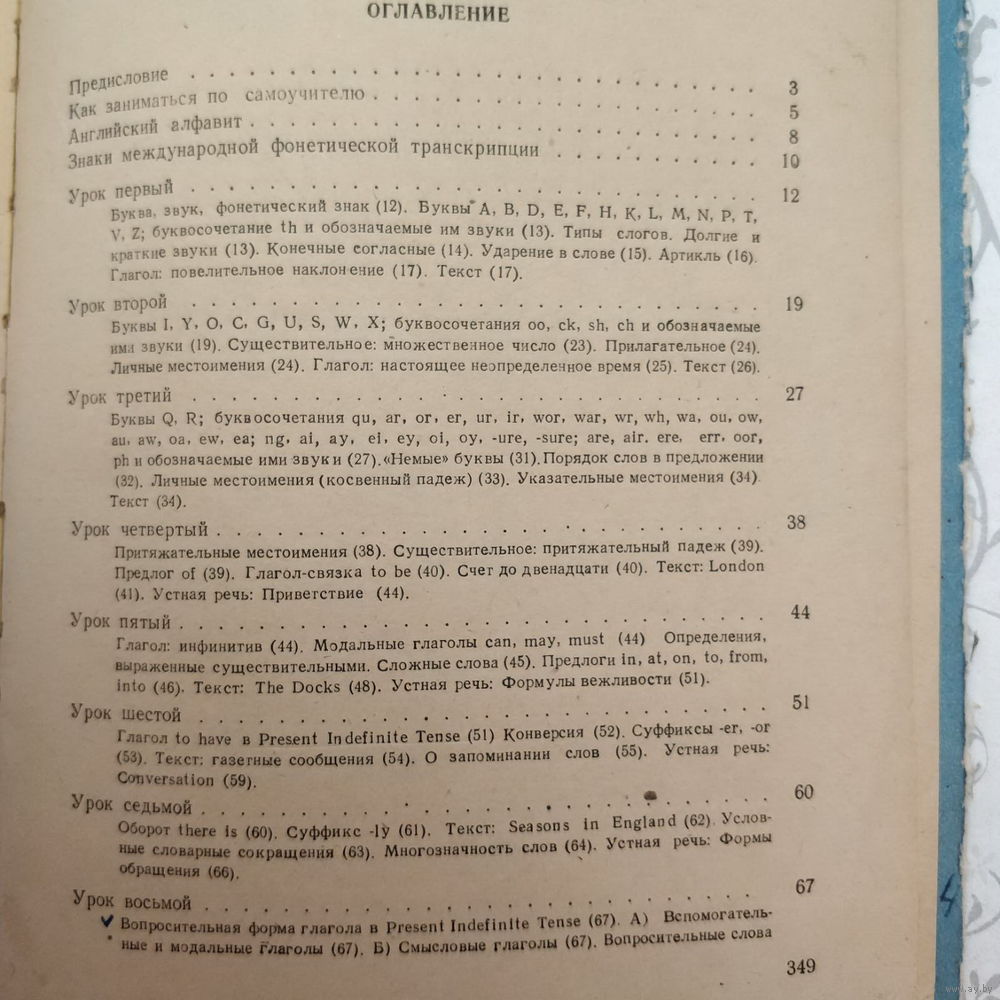 ОГЛАВЛЕНИЕ
Предисловие . . . . . . . . . . . . . . . . . . . . . . . . 3
Как заниматься по самоучителю . . . . . . . . . . . . . . . . 5
Английский алфавит . . . . . . . . . . . . . . . . . . . . . 8
Знаки международной фонетической транскрипции . . . . . . . . . 10
Урок первый . . . . . . . . . . . . . . . . . . . . . . . . 12
Буква, звук, фонетический знак (12). Буквы A, B, D, E, F, H, K, L, M, N, P, T,
V, Z; буквосочетание th и обозначаемые им звуки (13). Типы слогов. Долгие и
краткие звуки (13). Конечные согласные (14). Ударение в слове (15). Артикль (16).
Глагол: повелительное наклонение (17). Текст (17).
Урок второй . . . . . . . . . . . . . . . . . . . . . . . . 19
Буквы I, Y, O, C, G, U, S, W, X; буквосочетания oo, ck, sh, ch и обозначаемые
ими звуки (19). Существительное: множественное число (23). Прилагательное (24).
Личные местоимения (24). Глагол: настоящее неопределенное время (25). Текст (26).
Урок третий . . . . . . . . . . . . . . . . . . . . . . . . 27
Буквы Q, R; буквосочетания qu, ar, or, er, ur, ir, wor, war, wr, wh, wa, ou, ow,
au, aw, oa, ew, ea; ng, ai, ay, ei, ey, oi, oy, -ure, -sure; are, air. ere, err. oor,
ph и обозначаемые ими звуки (27). «Немые» буквы (31). Порядок слов в предложении
(32). Личные местоимения (косвенный падеж) (33). Указательные местоимения (34)
Текст (34).
Урок четвертый . . . . . . . . . . . . . . . . . . . . . . . 38
Притяжательные местоимения (38). Существительное: притяжательный падеж (39).
Предлог of (39). Глагол-связка to be (40). Счет до двенадцати (40). Текст: London
(41). Устная речь: Приветствие (44).
Урок пятый . . . . . . . . . . . . . . . . . . . . . . . . . 44
Глагол: инфинитив (44). Модальные глаголы can, may, must (44) Определения,
выраженные существительными. Сложные слова (45). Предлоги in, at, on, to, from,
into (46). Текст: The Docks (48). Устная речь: Формулы вежливости (51).
Урок шестой . . . . . . . . . . . . . . . . . . . . . . . . 51
Глагол to have в Present Indefinite Tense (51) Конверсия (52). Суффиксы -er, -or
(53). Текст: газетные сообщения (54). О запоминании слов (55). Устная речь:
Conversation (59).
Урок седьмой . . . . . . . . . . . . . . . . . . . . . . . . 60
Оборот there is (60). Суффикс -ly (61). Текст: Seasons in England (62). Услов-
ные словарные сокращения (63). Многозначность слов (64). Устная речь: Формы
обращения (66).
Урок восьмой . . . . . . . . . . . . . . . . . . . . . . . . 67
Вопросительная форма глагола в Present Indefinite Tense (67). А) Вспомогатель-
ные и модальные глаголы (67). Б) Смысловые глаголы (67). Вопросительные слова
349
www.ay.by